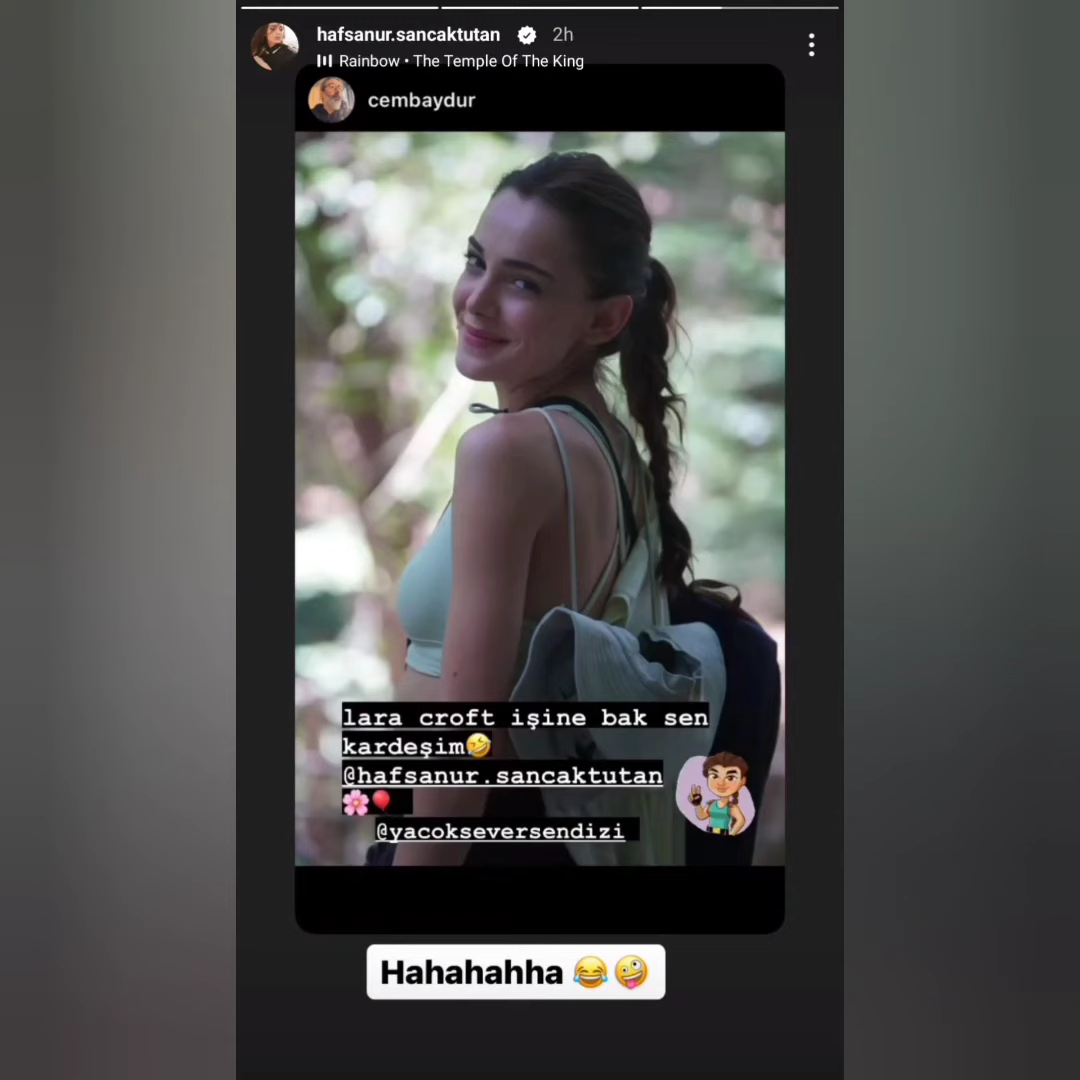 hafsanur.sancaktutan 2h
Rainbow • The Temple Of The King
cembaydur
lara croft işine bak sen
kardeşim🤣
@hafsanur.sancaktutan
🌸🎈
@yacokseversendizi
Hahahahha 😂🤪